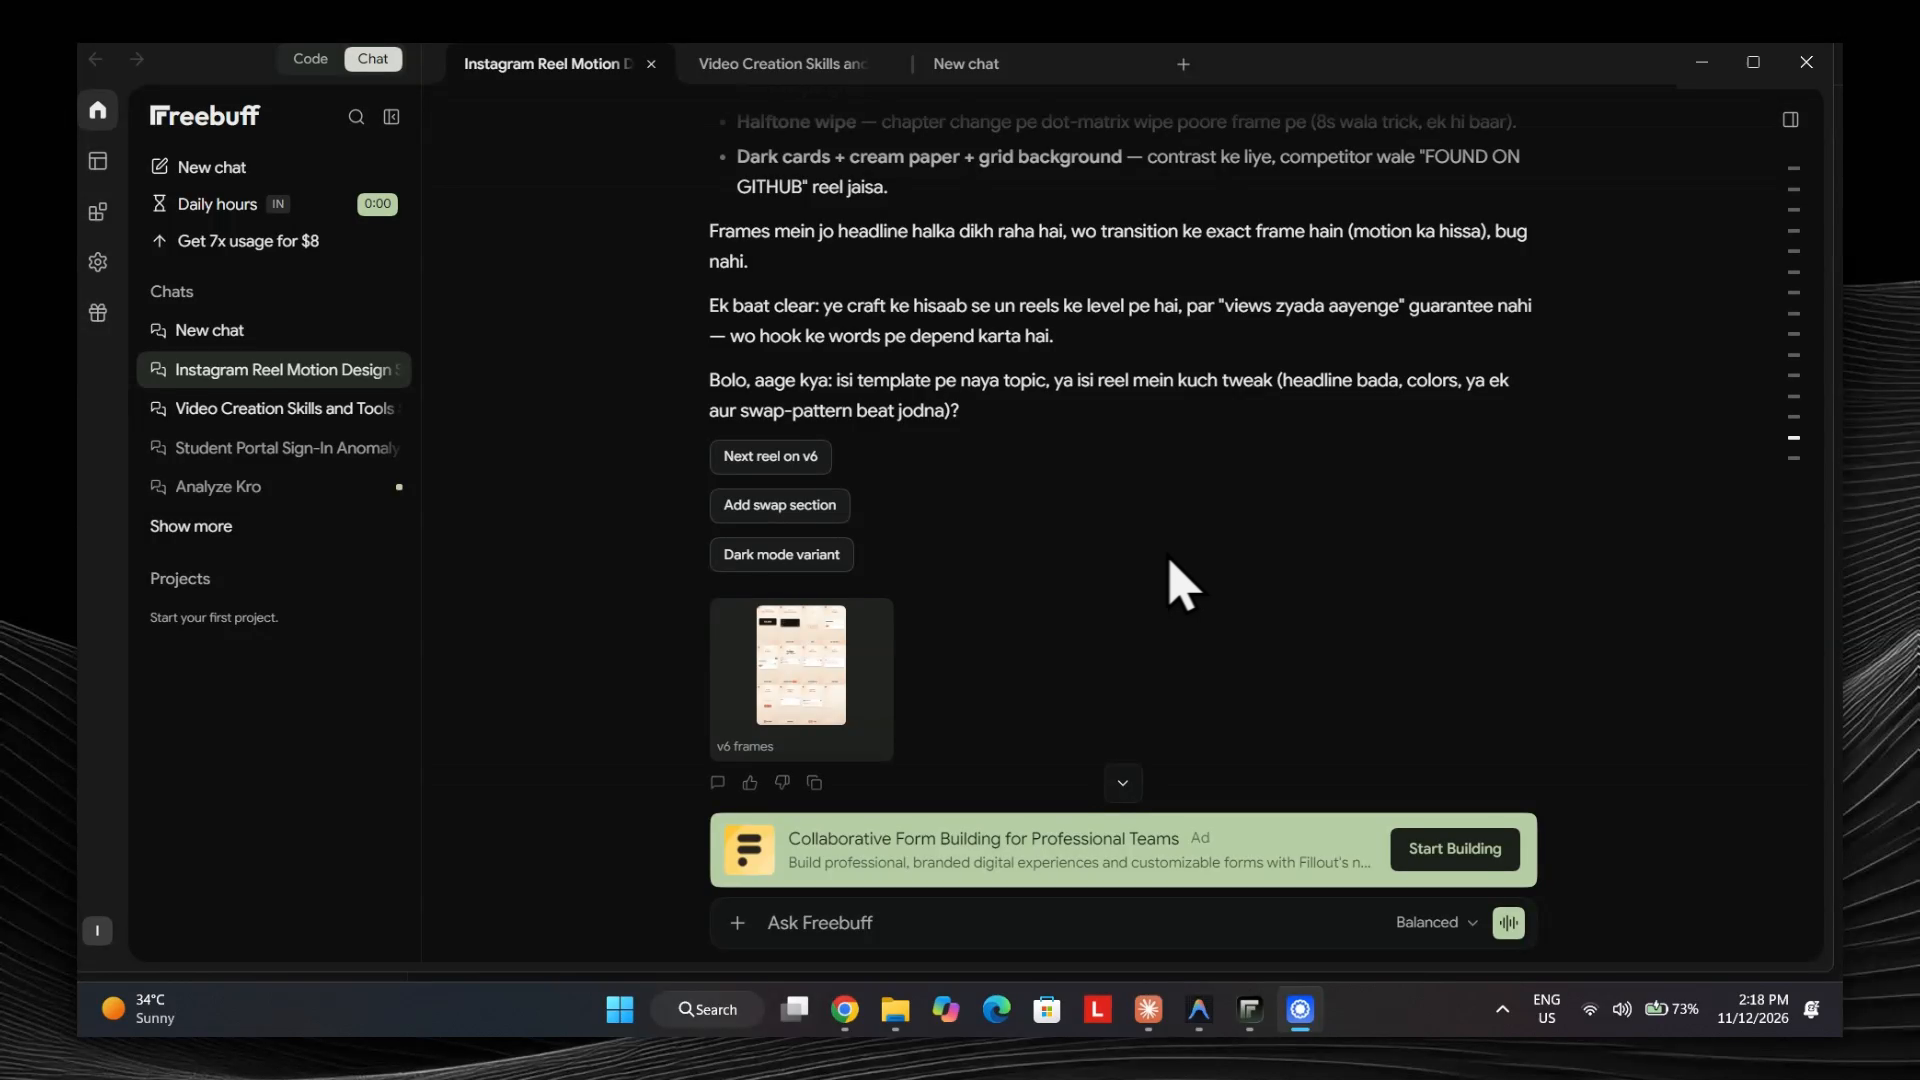 Code
Chat
Instagram Reel Motion D
Video Creation Skills and
New chat
Freebuff
New chat
Daily hours IN 0:00
Get 7x usage for $8
Chats
New chat
Instagram Reel Motion Design S
Video Creation Skills and Tools
Student Portal Sign-In Anomaly
Analyze Kro
Show more
Projects
Start your first project.
Halftone wipe — chapter change pe dot-matrix wipe poore frame pe (8s wala trick, ek hi baar).
Dark cards + cream paper + grid background — contrast ke liye, competitor wale "FOUND ON
GITHUB" reel jaisa.
Frames mein jo headline halka dikh raha hai, wo transition ke exact frame hain (motion ka hissa), bug
nahi.
Ek baat clear: ye craft ke hisaab se un reels ke level pe hai, par "views zyada aayenge" guarantee nahi
— wo hook ke words pe depend karta hai.
Bolo, aage kya: isi template pe naya topic, ya isi reel mein kuch tweak (headline bada, colors, ya ek
aur swap-pattern beat jodna)?
Next reel on v6
Add swap section
Dark mode variant
v6 frames
Collaborative Form Building for Professional Teams Ad
Build professional, branded digital experiences and customizable forms with Fillout's n...
Start Building
Ask Freebuff
Balanced
I
34°C
Sunny
Search
L
ENG
US
73%
2:18 PM
11/12/2026